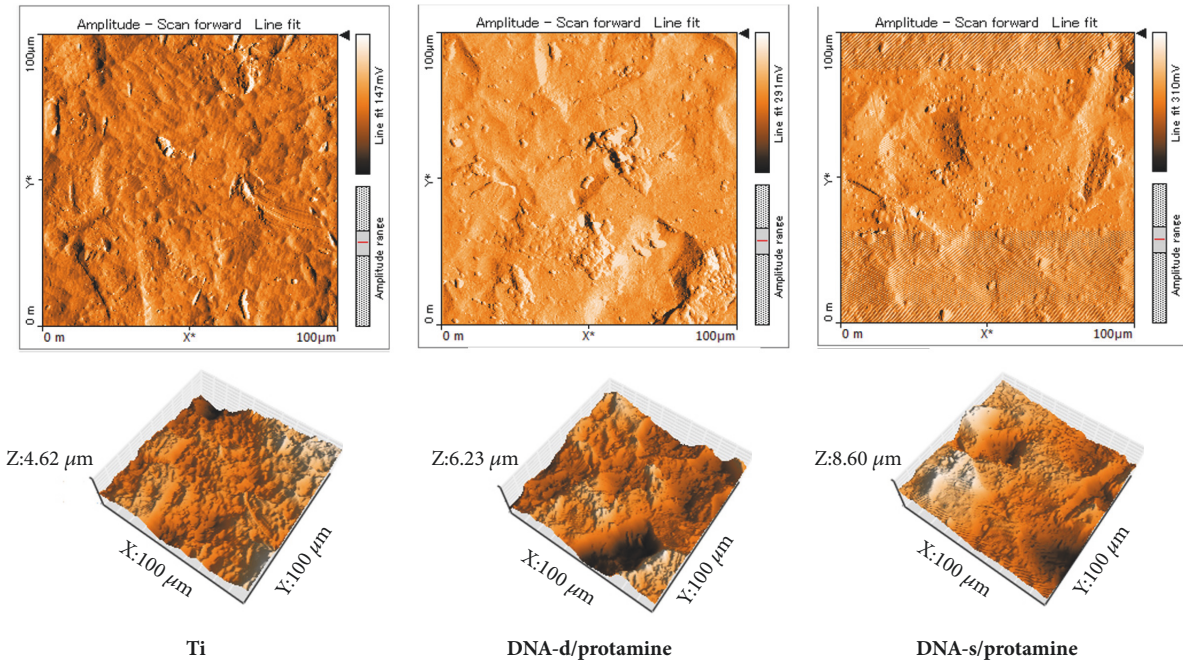 Amplitude - Scan forward Line fit
100µm
Y*
0 m
0 m
X*
100µm
Line fit 147mV
Amplitude range
Amplitude - Scan forward Line fit
100µm
Y*
0 m
0 m
X*
100µm
Line fit 291mV
Amplitude range
Amplitude - Scan forward Line fit
100µm
Y*
0 m
0 m
X*
100µm
Line fit 310mV
Amplitude range
Z:4.62 µm
X:100 µm
Y:100 µm
Z:6.23 µm
X:100 µm
Y:100 µm
Z:8.60 µm
X:100 µm
Y:100 µm
Ti
DNA-d/protamine
DNA-s/protamine